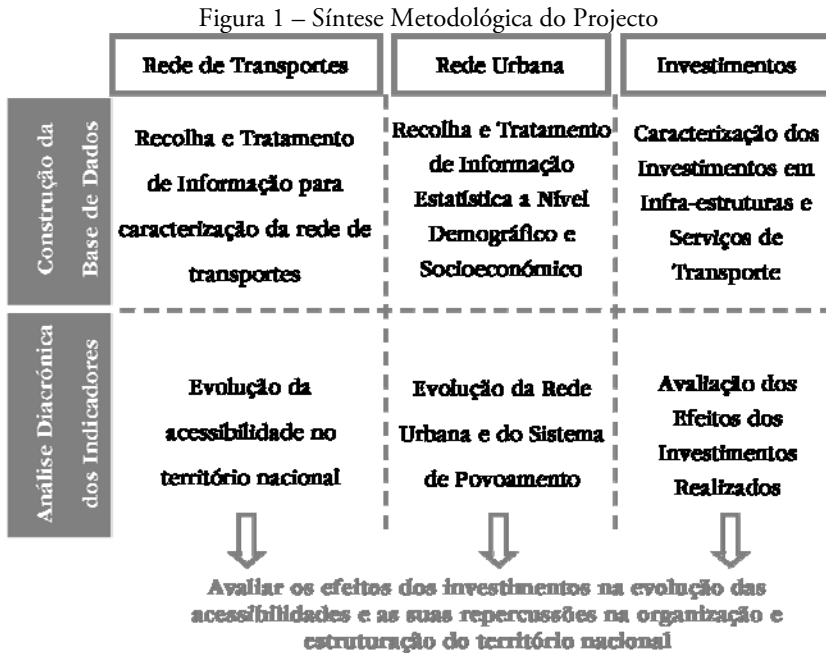 Figura 1 – Síntese Metodológica do Projecto
Rede de Transportes
Rede Urbana
Investimentos
Construção da
Base de Dados
Recolha e Tratamento
de Informação para
caracterização da rede de
transportes
Recolha e Tratamento
de Informação
Estatística a Nível
Demográfico e
Socioeconómico
Caracterização dos
Investimentos em
Infra-estruturas e
Serviços de
Transporte
Análise Diacrónica
dos Indicadores
Evolução da
acessibilidade no
território nacional
Evolução da Rede
Urbana e do Sistema
de Povoamento
Avaliação dos
Efeitos dos
Investimentos
Realizados
Avaliar os efeitos dos investimentos na evolução das
acessibilidades e as suas repercussões na organização e
estruturação do território nacional